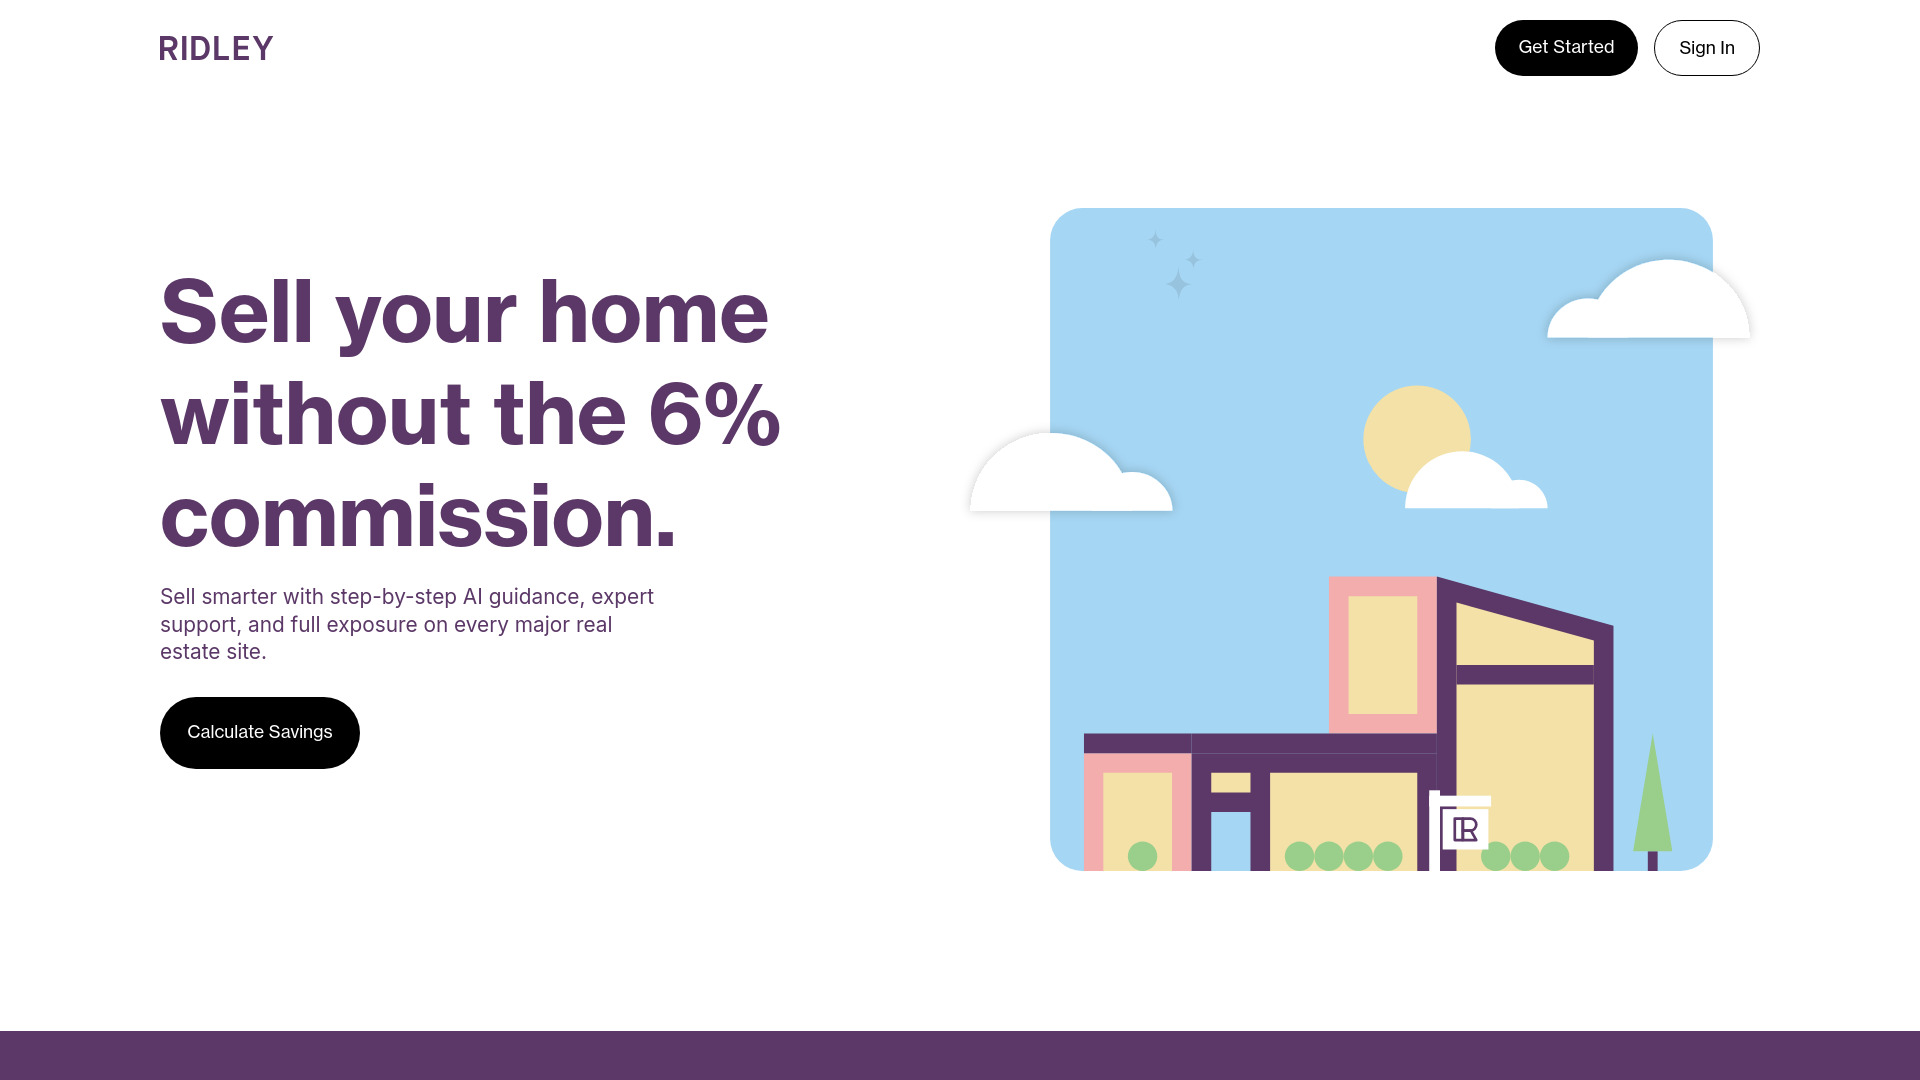 RIDLEY
Get Started
Sign In
Sell your home
without the 6%
commission.
Sell smarter with step-by-step AI guidance, expert
support, and full exposure on every major real
estate site.
Calculate Savings
R